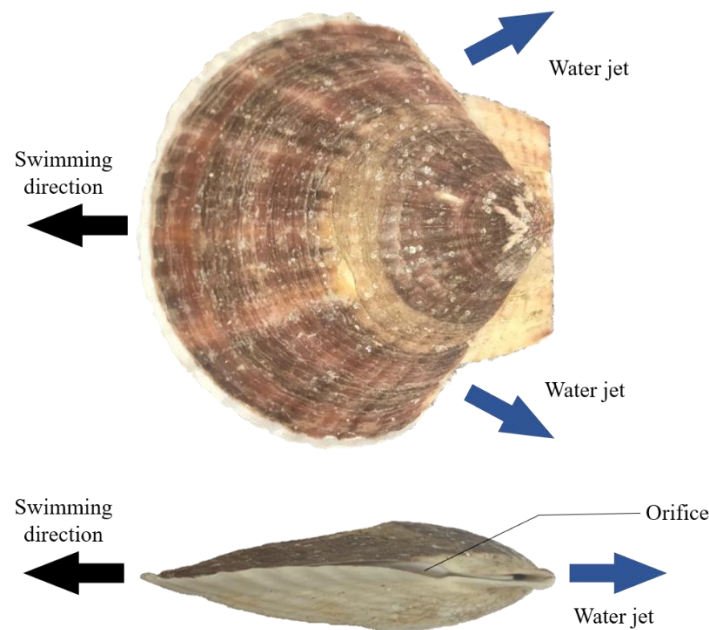 Water jet
Swimming
direction
Water jet
Swimming
direction
Orifice
Water jet